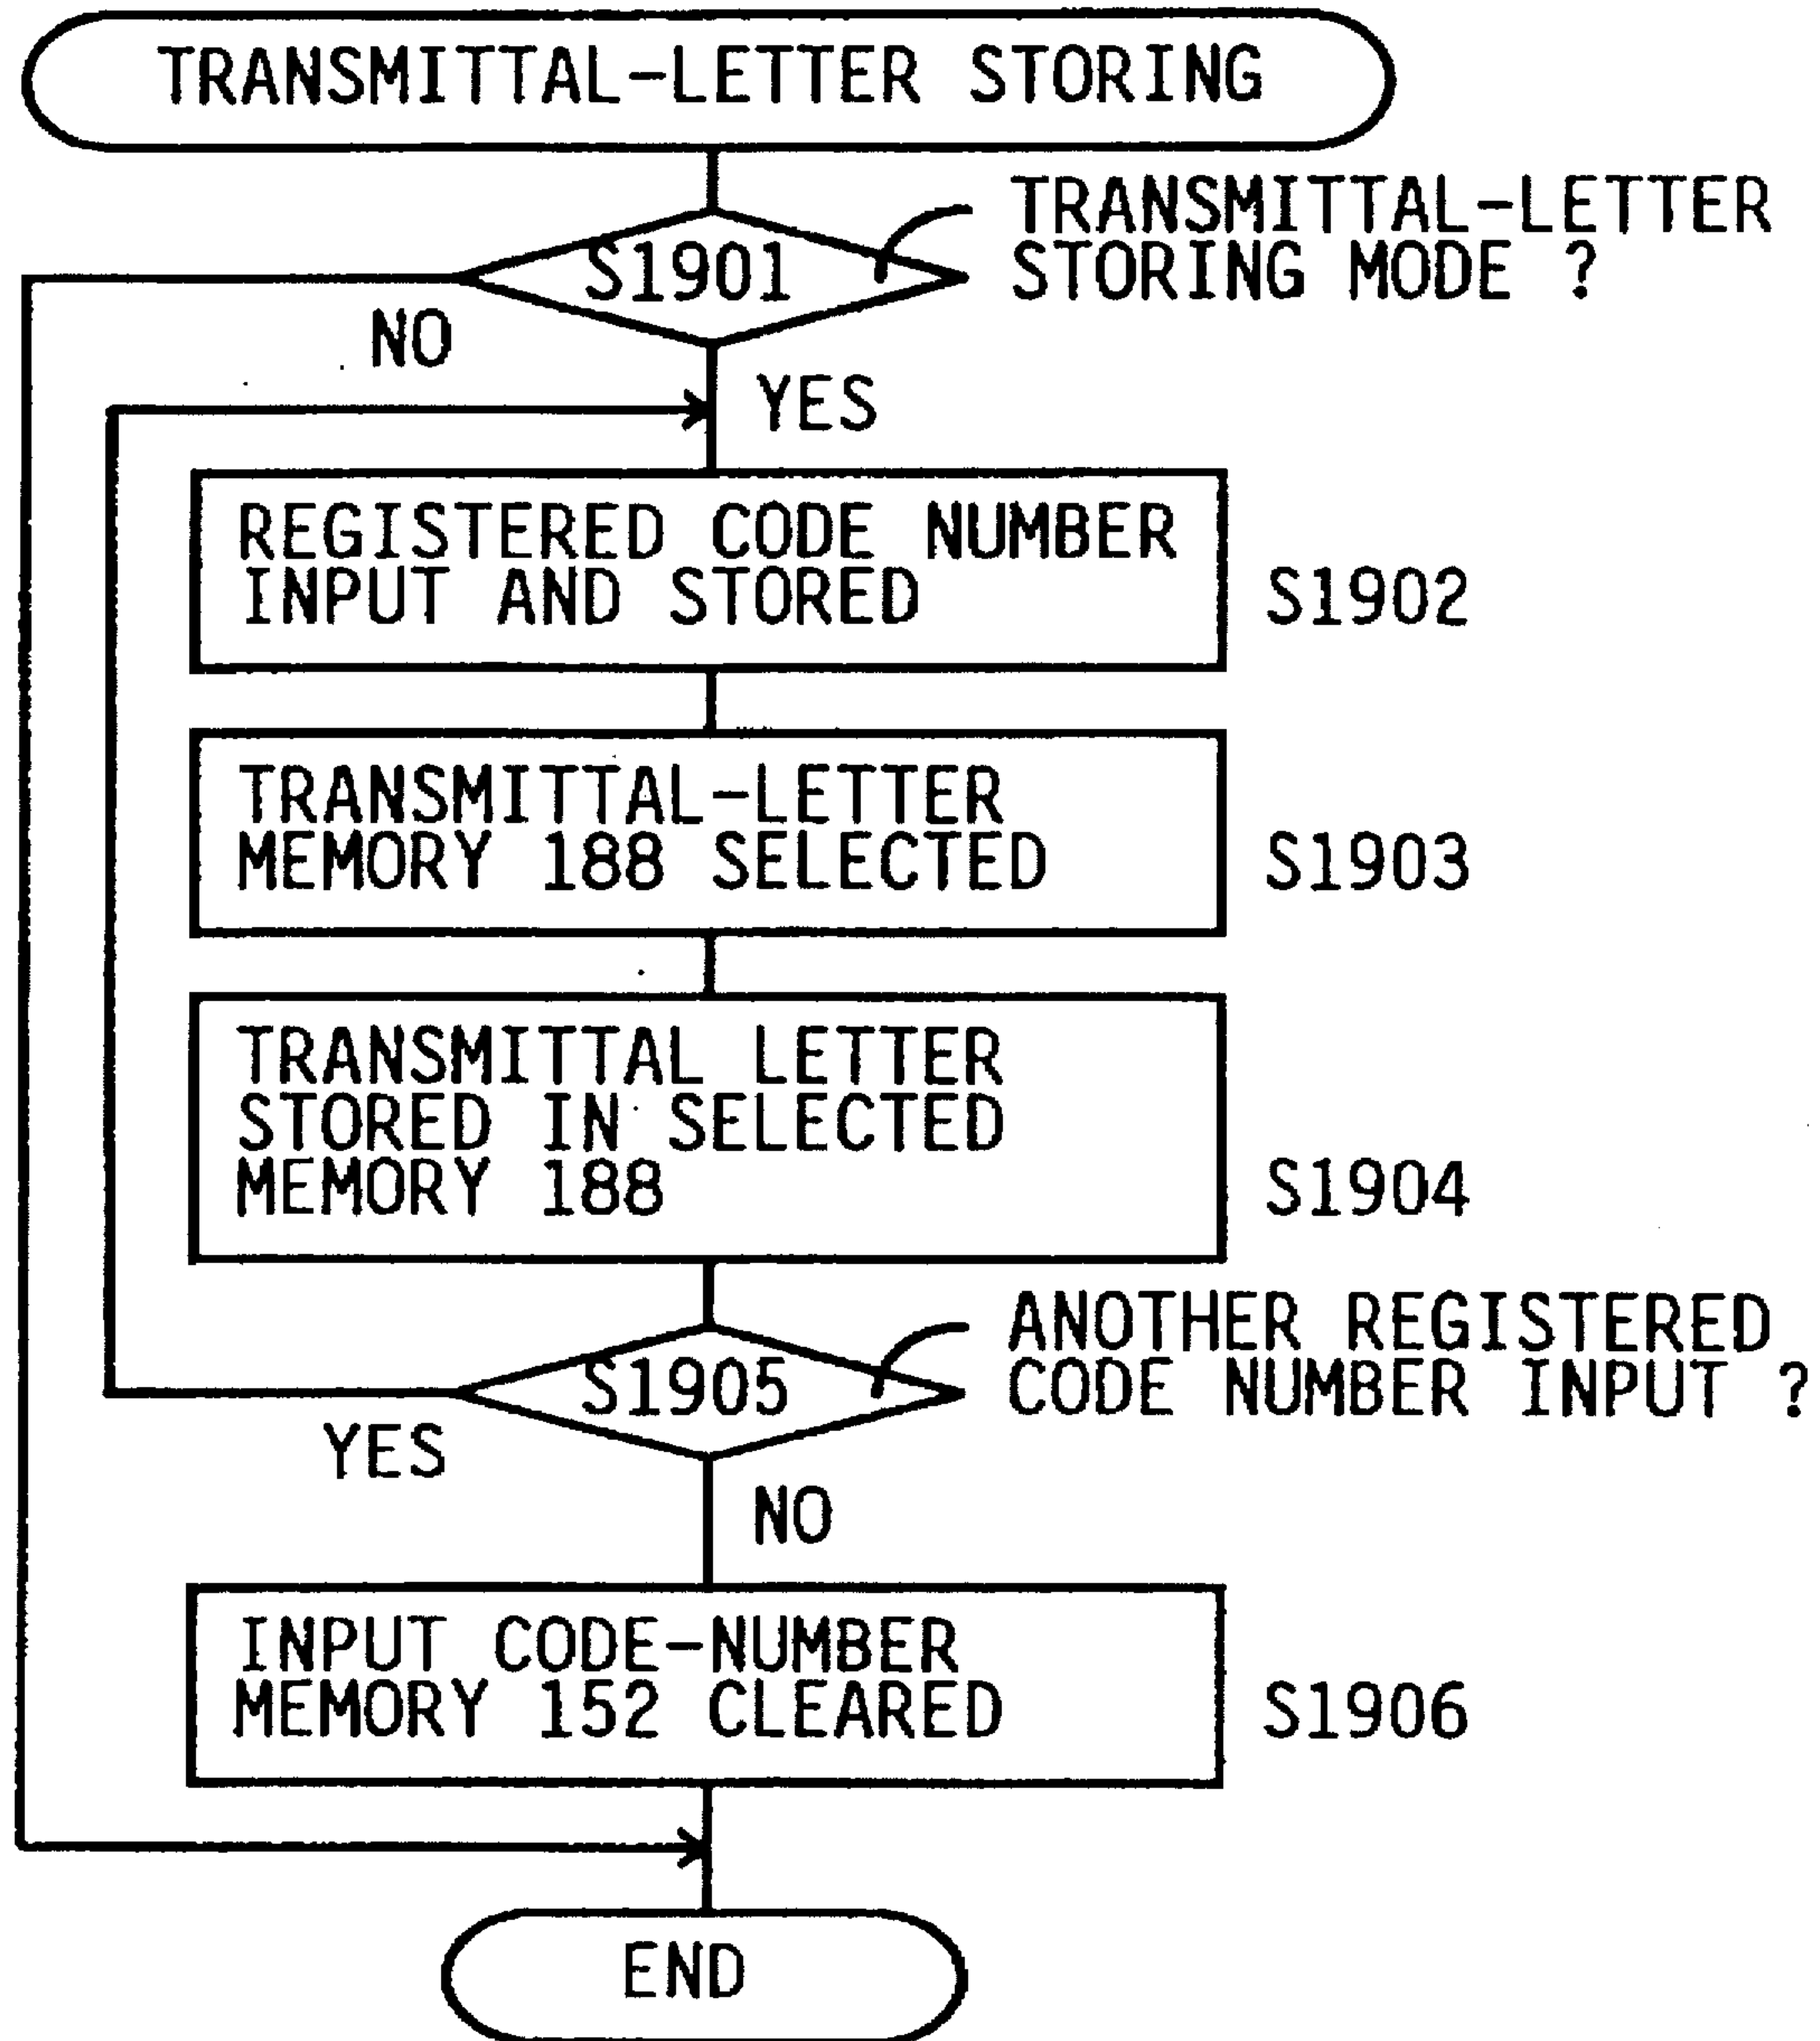 TRANSMITTAL-LETTER STORING
TRANSMITTAL-LETTER
STORING MODE ?
S1901
NO
YES
REGISTERED CODE NUMBER
INPUT AND STORED
S1902
TRANSMITTAL-LETTER
MEMORY 188 SELECTED
S1903
TRANSMITTAL LETTER
STORED IN SELECTED
MEMORY 188
S1904
ANOTHER REGISTERED
CODE NUMBER INPUT ?
S1905
YES
NO
INPUT CODE-NUMBER
MEMORY 152 CLEARED
S1906
END